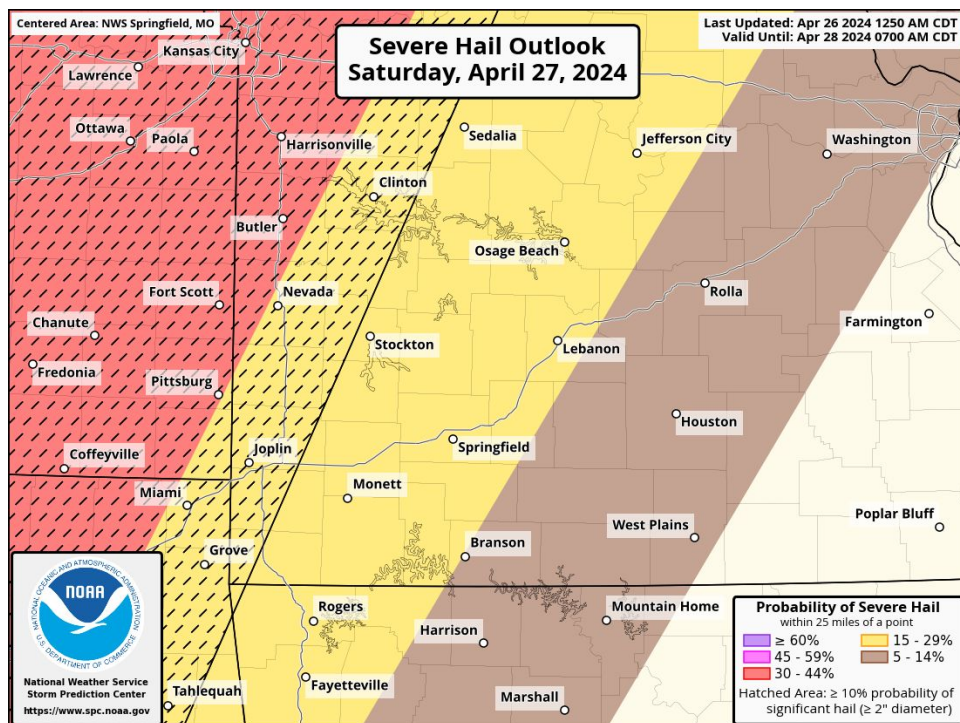 Centered Area: NWS Springfield, MO
Last Updated: Apr 26 2024 1250 AM CDT
Valid Until: Apr 28 2024 0700 AM CDT
Severe Hail Outlook
Saturday, April 27, 2024
Kansas City
Lawrence
Ottawa
Paola
Harrisonville
Sedalia
Jefferson City
Washington
Clinton
Butler
Osage Beach
Fort Scott
Nevada
Rolla
Chanute
Stockton
Lebanon
Farmington
Fredonia
Pittsburg
Houston
Coffeyville
Joplin
Springfield
Miami
Monett
West Plains
Poplar Bluff
Grove
Branson
Rogers
Harrison
Mountain Home
Tahlequah
Fayetteville
Marshall
NATIONAL OCEANIC AND ATMOSPHERIC ADMINISTRATION
NOAA
U.S. DEPARTMENT OF COMMERCE
National Weather Service
Storm Prediction Center
https://www.spc.noaa.gov
Probability of Severe Hail
within 25 miles of a point
≥ 60%
15 - 29%
45 - 59%
5 - 14%
30 - 44%
Hatched Area: ≥ 10% probability of
significant hail (≥ 2" diameter)